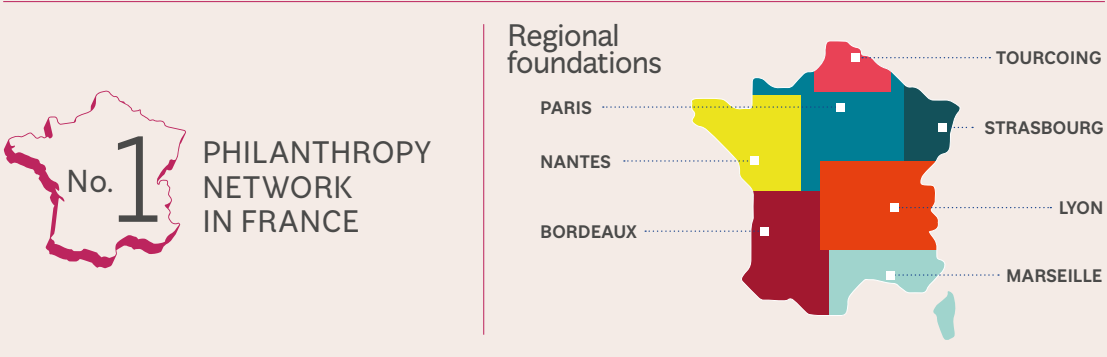 No.1
PHILANTHROPY
NETWORK
IN FRANCE
Regional
foundations
TOURCOING
PARIS
STRASBOURG
NANTES
LYON
BORDEAUX
MARSEILLE